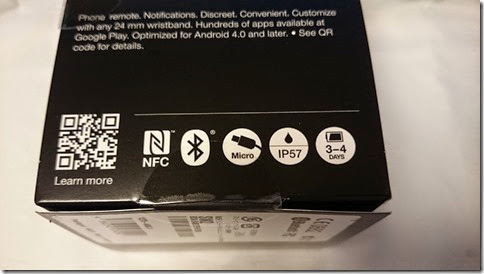 Phone remote. Notifications. Discreet. Convenient. Customize
with any 24 mm wristband. Hundreds of apps available at
Google Play. Optimized for Android 4.0 and later. • See QR
code for details.
NFC™
®
Micro
IP57
3–4
DAYS
Learn more